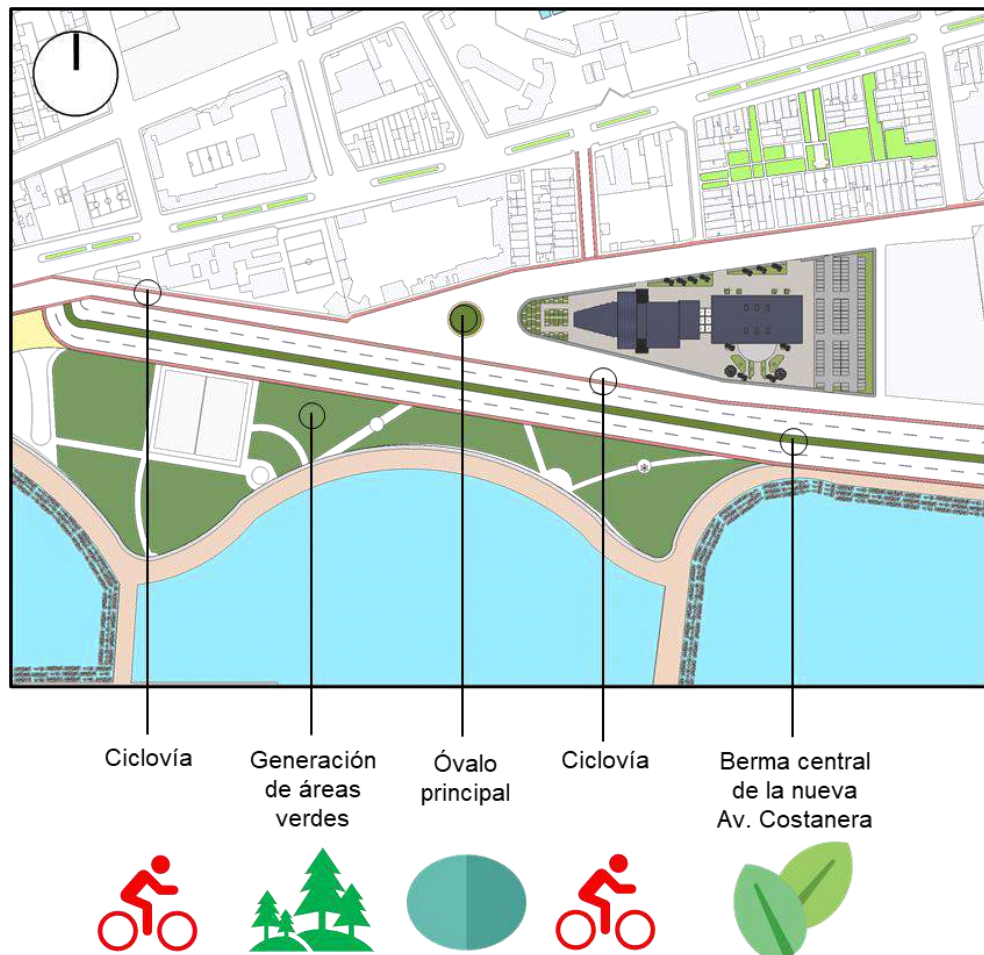 Ciclovía
Generación
de áreas
verdes
Óvalo
principal
Ciclovía
Berma central
de la nueva
Av. Costanera